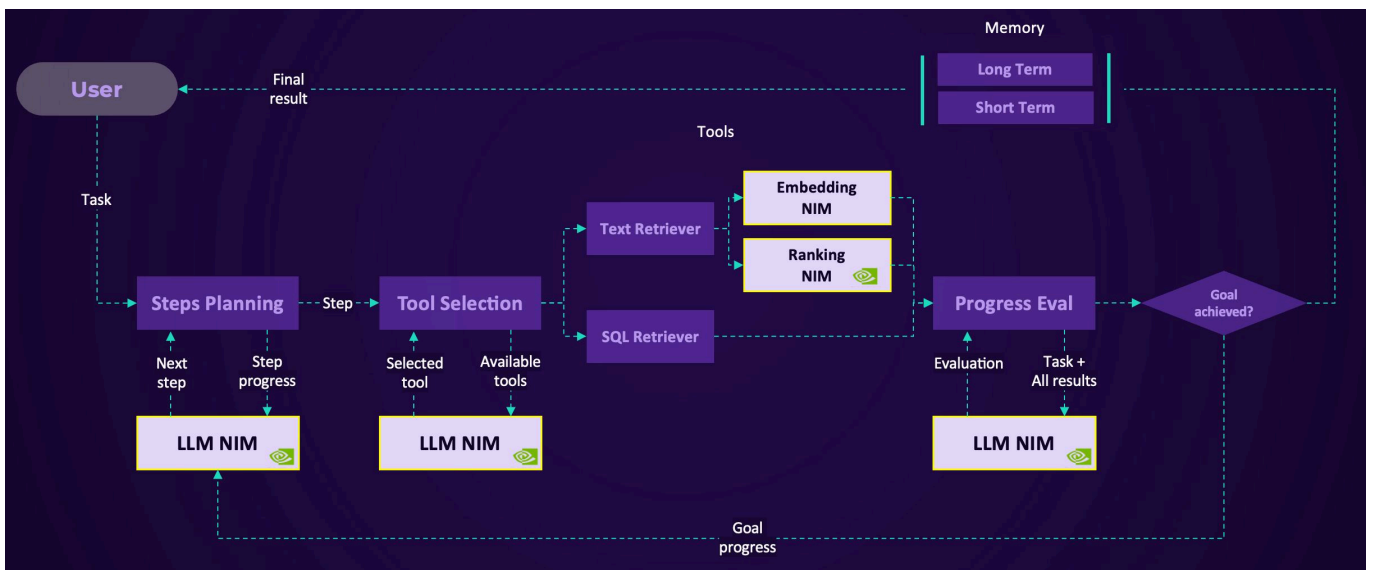 Memory
Long Term
Short Term
User
Final
result
Tools
Task
Embedding
NIM
Text Retriever
Ranking
NIM
Steps Planning
Step
Tool Selection
SQL Retriever
Progress Eval
Goal
achieved?
Next
step
Step
progress
Selected
tool
Available
tools
Evaluation
Task +
All results
LLM NIM
LLM NIM
LLM NIM
Goal
progress